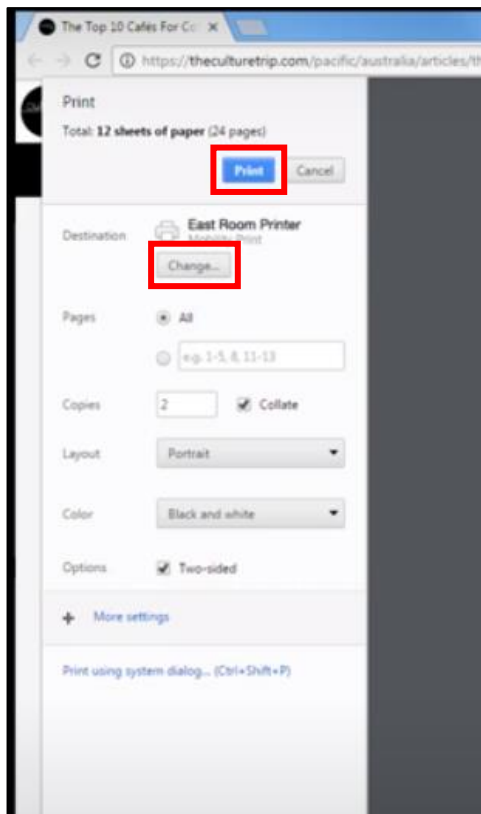 The Top 10 Cafés For Co
https://theculturetrip.com/pacific/australia/articles/th
Print
Total: 12 sheets of paper (24 pages)
Print Cancel
Destination East Room Printer
Mobility Print
Change...
Pages All
e.g. 1-5, 8, 11-13
Copies 2 Collate
Layout Portrait
Color Black and white
Options Two-sided
+ More settings
Print using system dialog... (Ctrl+Shift+P)